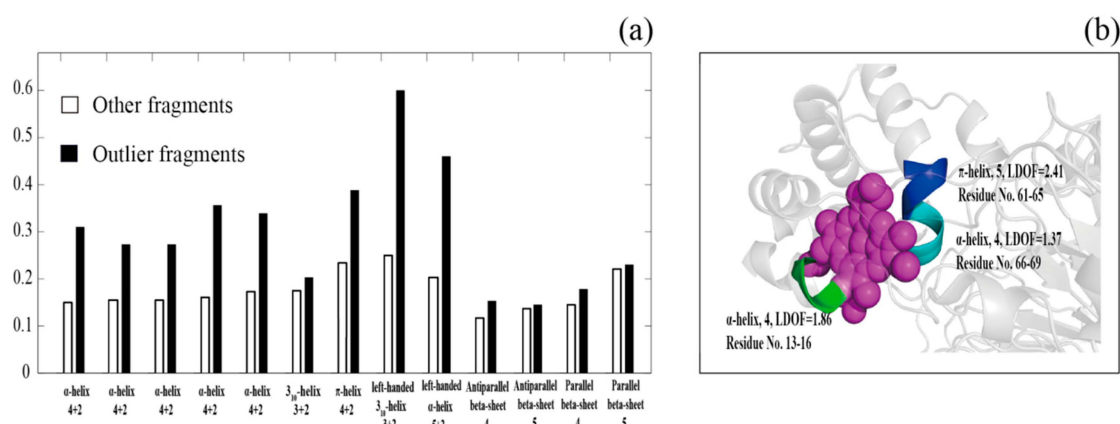 (a)
0.6
0.5
0.4
0.3
0.2
0.1
0
Other fragments
Outlier fragments
α-helix 4+2
α-helix 4+2
α-helix 4+2
α-helix 4+2
α-helix 4+2
3₁₀-helix 3+2
π-helix 4+2
left-handed 3₁₀-helix 3+2
left-handed α-helix 5+2
Antiparallel beta-sheet 4
Antiparallel beta-sheet 5
Parallel beta-sheet 4
Parallel beta-sheet 5
(b)
π-helix, 5, LDOF=2.41
Residue No. 61-65
α-helix, 4, LDOF=1.37
Residue No. 66-69
α-helix, 4, LDOF=1.86
Residue No. 13-16